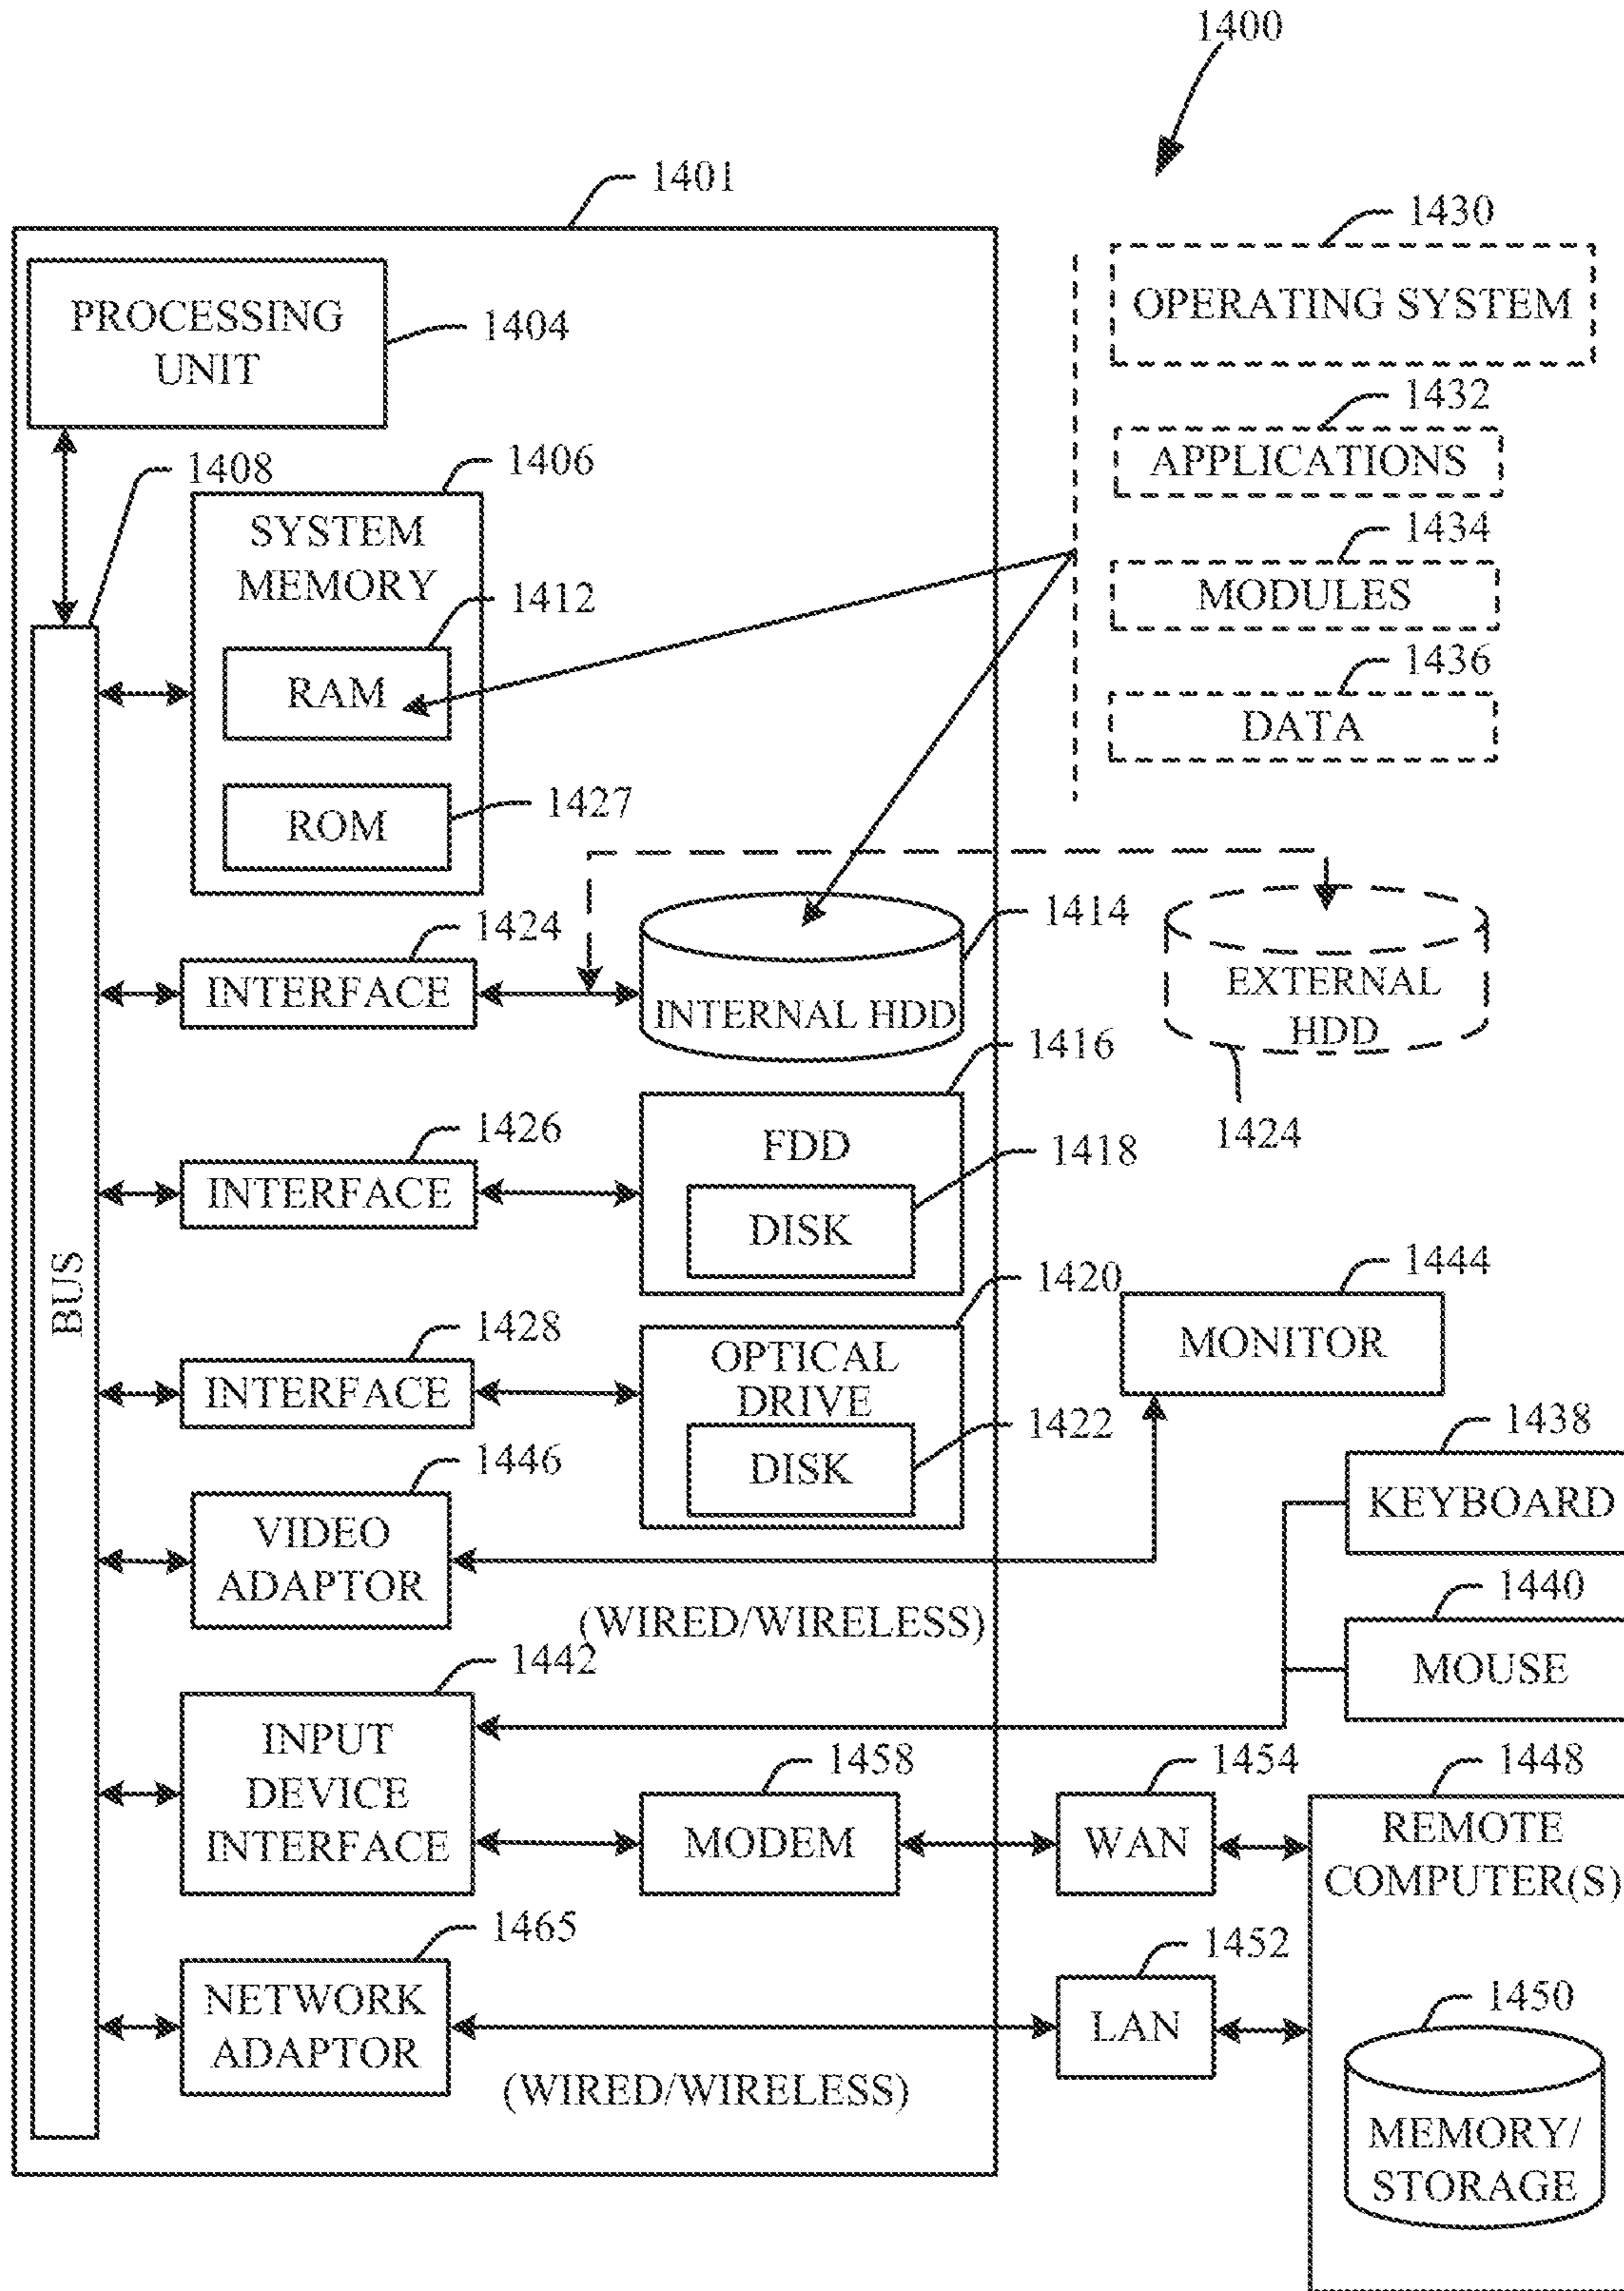 1400
1401
1430
OPERATING SYSTEM
PROCESSING
UNIT
1404
1432
APPLICATIONS
1408
1406
SYSTEM
MEMORY
1434
MODULES
1412
RAM
1436
DATA
1427
ROM
1424
INTERFACE
1414
INTERNAL HDD
EXTERNAL
HDD
1424
1416
FDD
1426
INTERFACE
1418
DISK
BUS
1420
OPTICAL
DRIVE
1444
MONITOR
1428
INTERFACE
1422
DISK
1438
KEYBOARD
1446
VIDEO
ADAPTOR
(WIRED/WIRELESS)
1440
MOUSE
1442
INPUT
DEVICE
INTERFACE
1458
MODEM
1454
WAN
1448
REMOTE
COMPUTER(S)
1465
NETWORK
ADAPTOR
(WIRED/WIRELESS)
1452
LAN
1450
MEMORY/
STORAGE